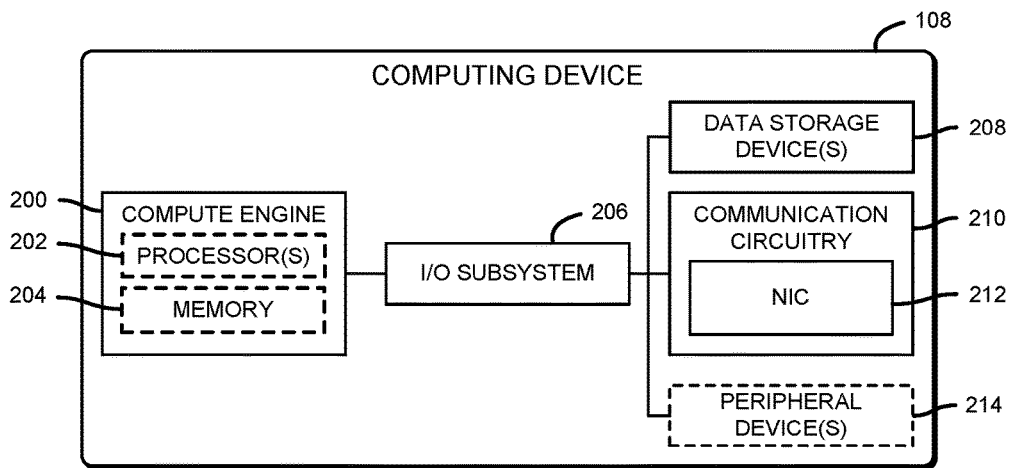 108
COMPUTING DEVICE
DATA STORAGE
DEVICE(S)
208
200
COMPUTE ENGINE
202
PROCESSOR(S)
204
MEMORY
206
I/O SUBSYSTEM
COMMUNICATION
CIRCUITRY
210
NIC
212
PERIPHERAL
DEVICE(S)
214